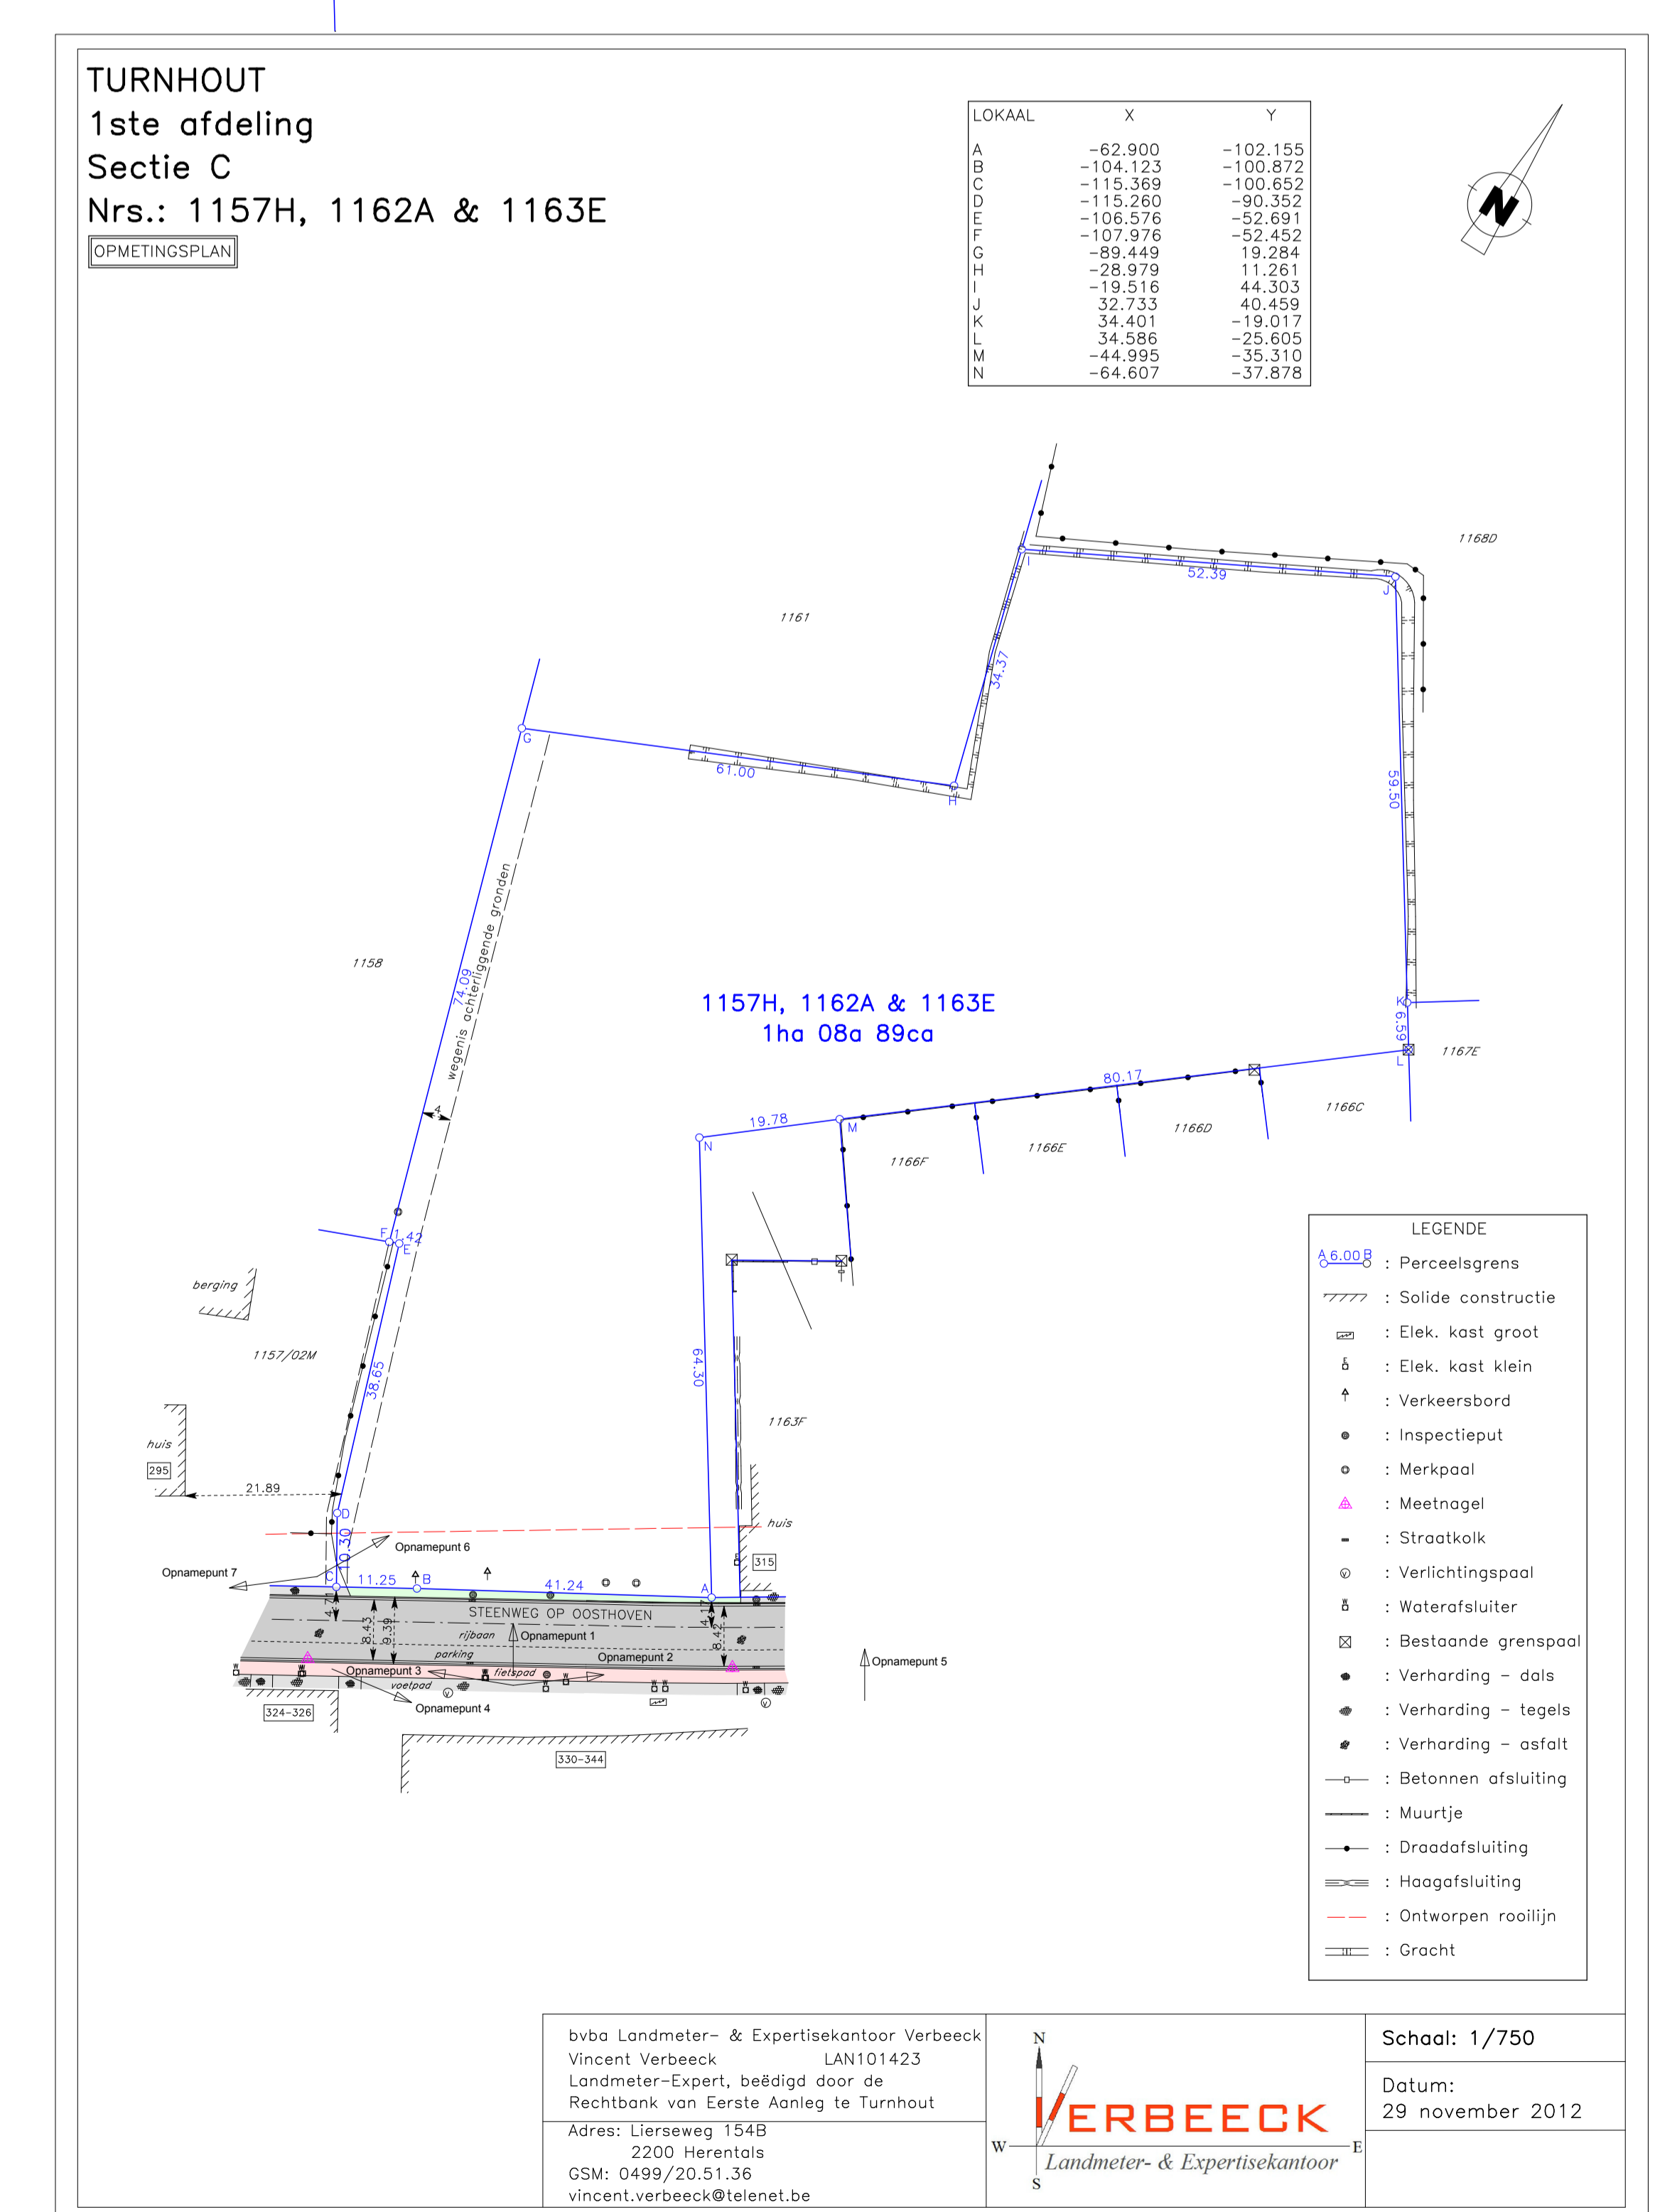 TURNHOUT
1ste afdeling
Sectie C
Nrs.: 1157H, 1162A & 1163E
OPMETINGSPLAN
LOKAAL X Y
A -62.900 -102.155
B -104.123 -100.872
C -115.369 -100.652
D -115.260 -90.352
E -106.576 -52.691
F -107.976 -52.452
G -89.449 19.284
H -28.979 11.261
I -19.516 44.303
J 32.733 40.459
K 34.401 -19.017
L 34.586 -25.605
M -44.995 -35.310
N -64.607 -37.878
N
1168D
I
52.39
J
1161
34.37
G
61.00
H
59.50
wegenis achterliggende gronden
74.09
1158
1157H, 1162A & 1163E
1ha 08a 89ca
K
6.59
L
1167E
80.17
4
19.78
M
N
1166C
1166D
1166E
1166F
F
1.42
E
berging
1157/02M
38.65
64.30
1163F
huis
295
21.89
D
huis
10.30
Opnamepunt 6
315
Opnamepunt 7
C
11.25
B
41.24
A
4.71
4.17
STEENWEG OP OOSTHOVEN
8.43
9.39
8.42
rijbaan
Opnamepunt 1
parking
Opnamepunt 2
Opnamepunt 5
Opnamepunt 3
fietspad
voetpad
Opnamepunt 4
324-326
330-344
LEGENDE
A 6.00 B : Perceelsgrens
: Solide constructie
: Elek. kast groot
E : Elek. kast klein
: Verkeersbord
: Inspectieput
: Merkpaal
: Meetnagel
: Straatkolk
V : Verlichtingspaal
W : Waterafsluiter
: Bestaande grenspaal
: Verharding - dals
: Verharding - tegels
: Verharding - asfalt
: Betonnen afsluiting
: Muurtje
: Draadafsluiting
: Haagafsluiting
: Ontworpen rooilijn
: Gracht
bvba Landmeter- & Expertisekantoor Verbeeck
Vincent Verbeeck LAN101423
Landmeter-Expert, beëdigd door de
Rechtbank van Eerste Aanleg te Turnhout
Adres: Lierseweg 154B
2200 Herentals
GSM: 0499/20.51.36
vincent.verbeeck@telenet.be
N
VERBEECK
W E
Landmeter- & Expertisekantoor
S
Schaal: 1/750
Datum:
29 november 2012